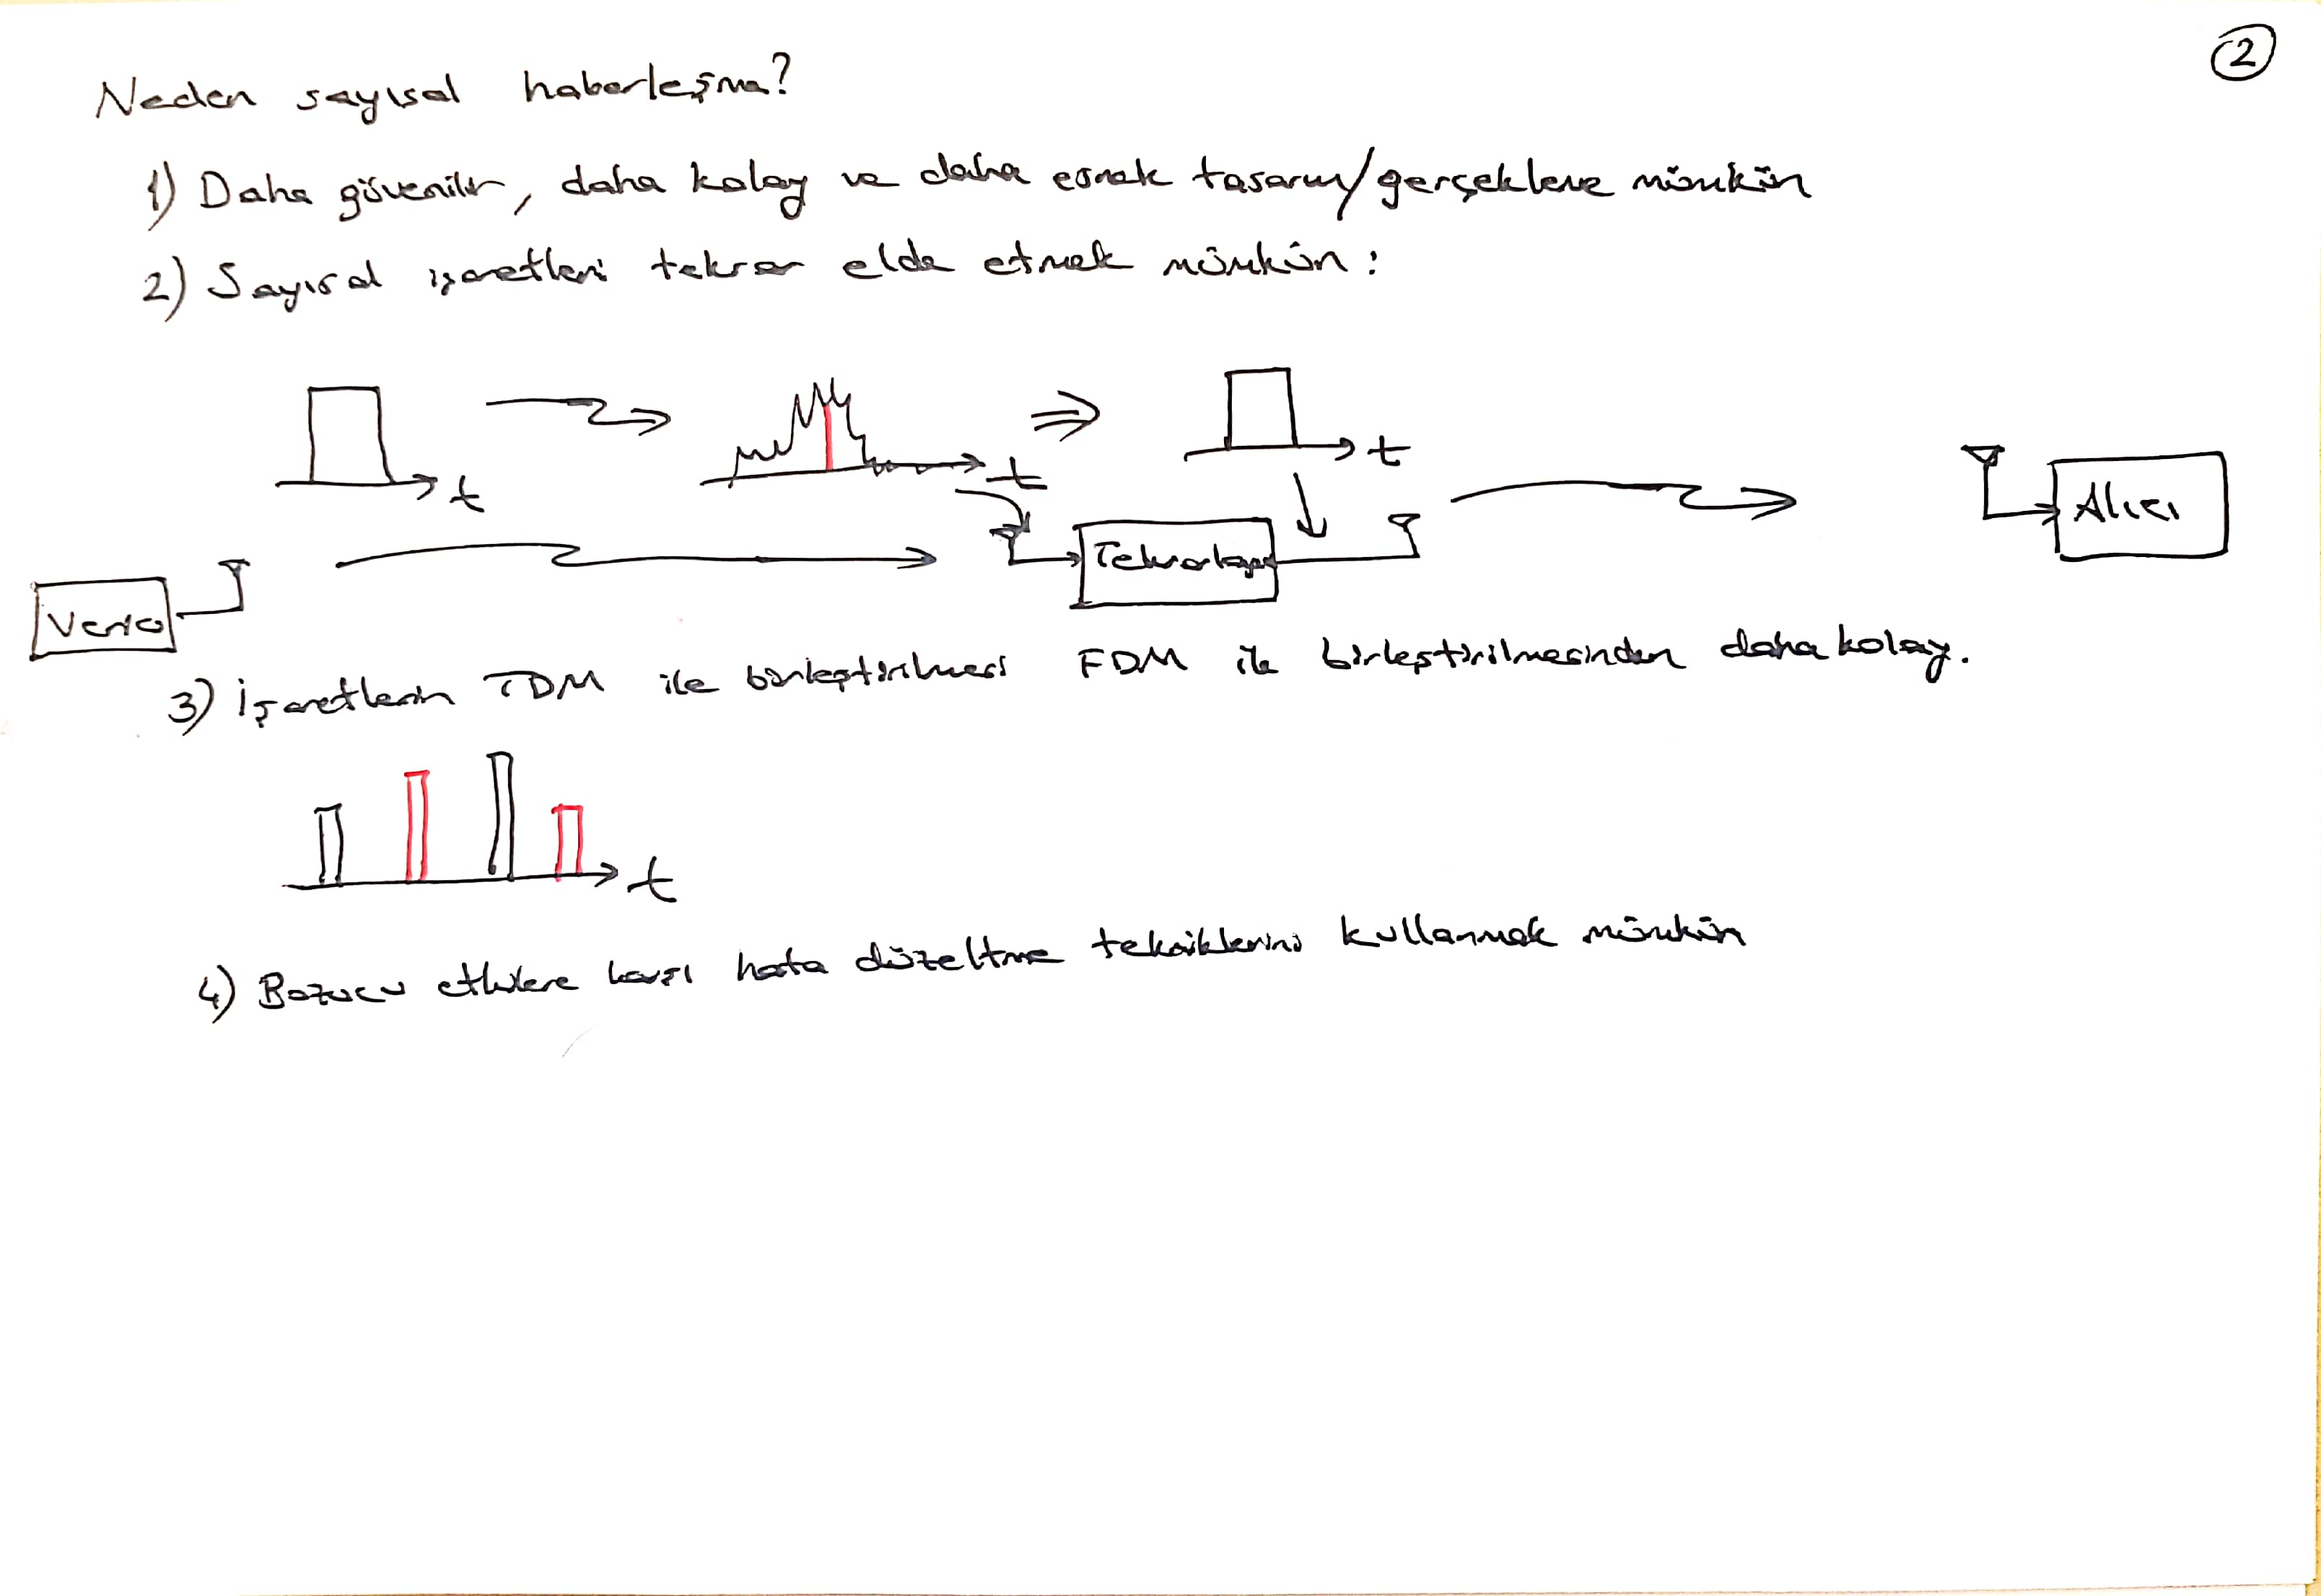 2
Neden sayısal haberleşme?
1) Daha güvenilir, daha kolay ve daha esnek tasarım/gerçekleme mümkün
2) Sayısal işaretleri tekrar elde etmek mümkün:
t
t
t
Verici
Tekrarlayıcı
Alıcı
3) İşaretlerin TDM ile birleştirilmesi FDM ile birleştirilmesinden daha kolay.
t
4) Bozucu etkilere karşı hata düzeltme tekniklerini kullanmak mümkün